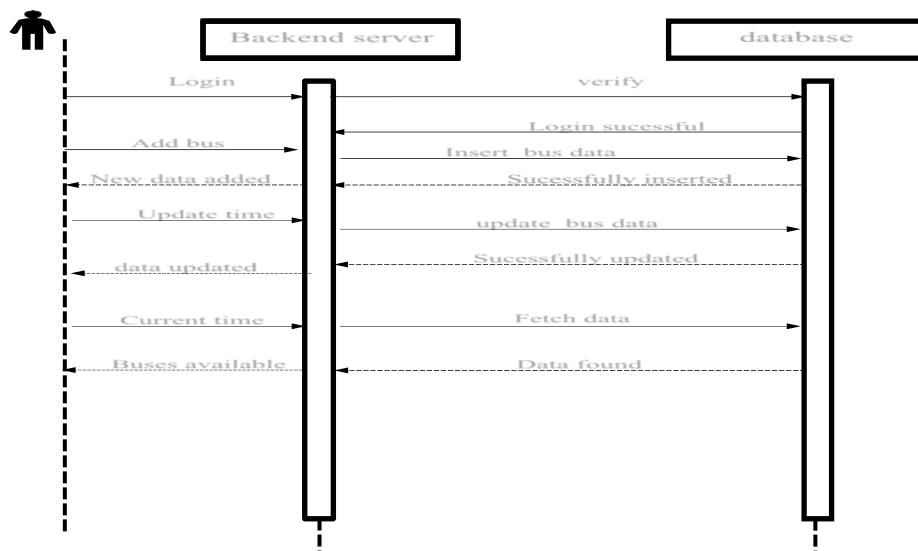 Backend server
database
Login
verify
Login sucessful
Add bus
Insert bus data
New data added
Sucessfully inserted
Update time
update bus data
Sucessfully updated
data updated
Current time
Fetch data
Buses available
Data found